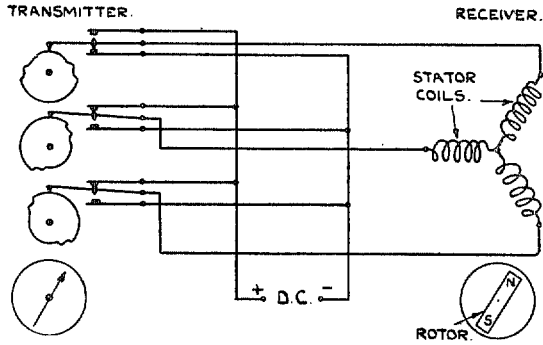 TRANSMITTER.
RECEIVER.
STATOR
COILS.
+ D.C. -
N
S
ROTOR.